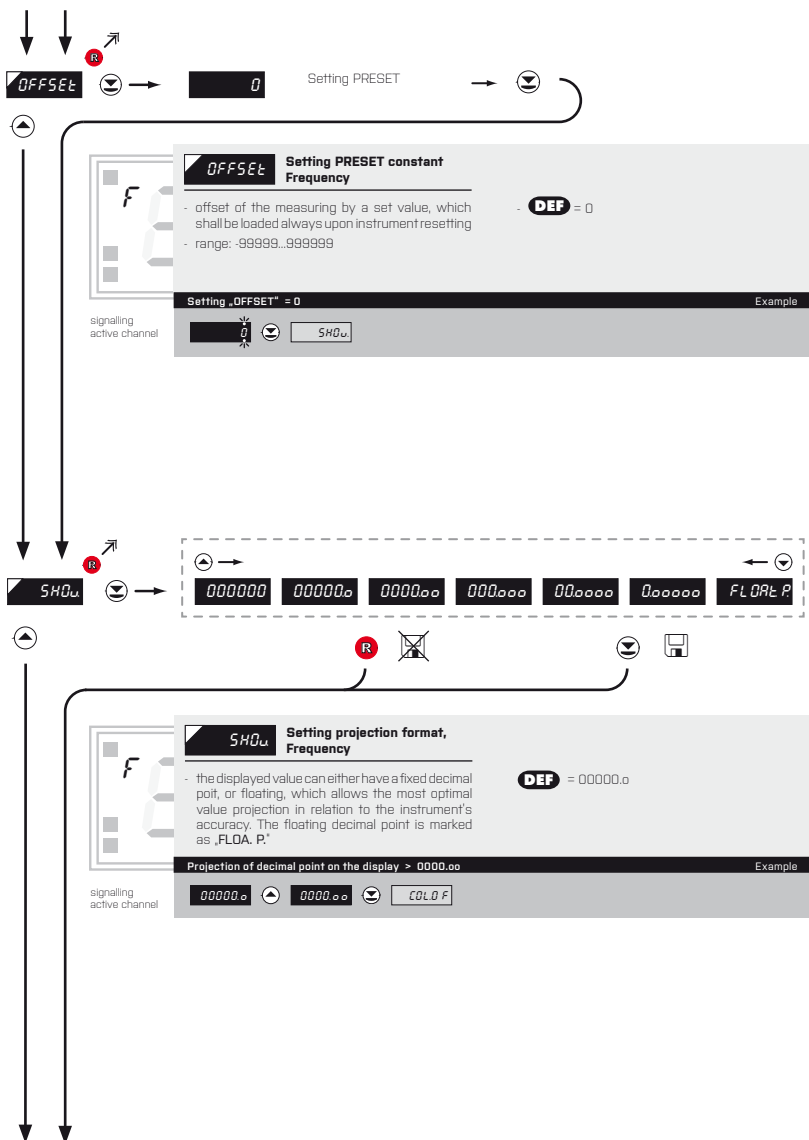 R
OFFSEt 0 Setting PRESET
OFFSEt Setting PRESET constant
Frequency
F
- offset of the measuring by a set value, which
shall be loaded always upon instrument resetting
- range: -99999...999999
- DEF = 0
Setting „OFFSET“ = 0 Example
signalling
active channel
0 SHOu.
R
SHOu. 000000 00000.o 0000.oo 000.ooo 00.oooo 0.ooooo FLOAt P.
R
SHOu. Setting projection format,
Frequency
F
- the displayed value can either have a fixed decimal
poit, or floating, which allows the most optimal
value projection in relation to the instrument's
accuracy. The floating decimal point is marked
as „FLOA. P.“
DEF = 00000.o
Projection of decimal point on the display > 0000.oo Example
signalling
active channel
00000.o 0000.oo COL.O F